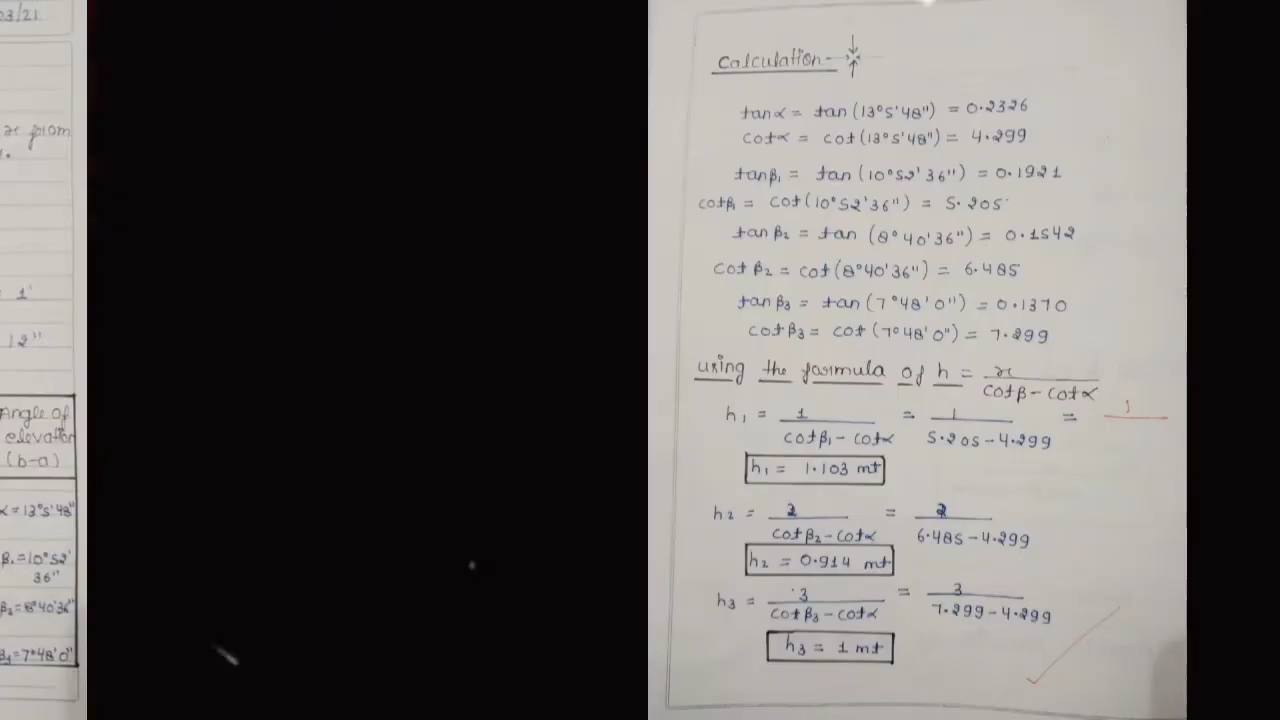 03/21
from
1'
12"
Angle of
elevation
(b-a)
α=13°5'48"
β₁=10°52'
36"
β₂=8°40'36"
β₃=7°48'0"
Calculation-
tanα = tan(13°5'48") = 0.2326
cotα = cot(13°5'48") = 4.299
tanβ₁ = tan(10°52'36") = 0.1921
cotβ₁ = cot(10°52'36") = 5.205
tanβ₂ = tan(8°40'36") = 0.1542
cotβ₂ = cot(8°40'36") = 6.485
tanβ₃ = tan(7°48'0") = 0.1370
cotβ₃ = cot(7°48'0") = 7.299
using the formula of h = x / cotβ - cotα
h₁ = 1 / cotβ₁ - cotα = 1 / 5.205-4.299 = 1
h₁ = 1.103 mt
h₂ = 2 / cotβ₂ - cotα = 2 / 6.485-4.299
h₂ = 0.914 mt
h₃ = 3 / cotβ₃ - cotα = 3 / 7.299-4.299
h₃ = 1 mt